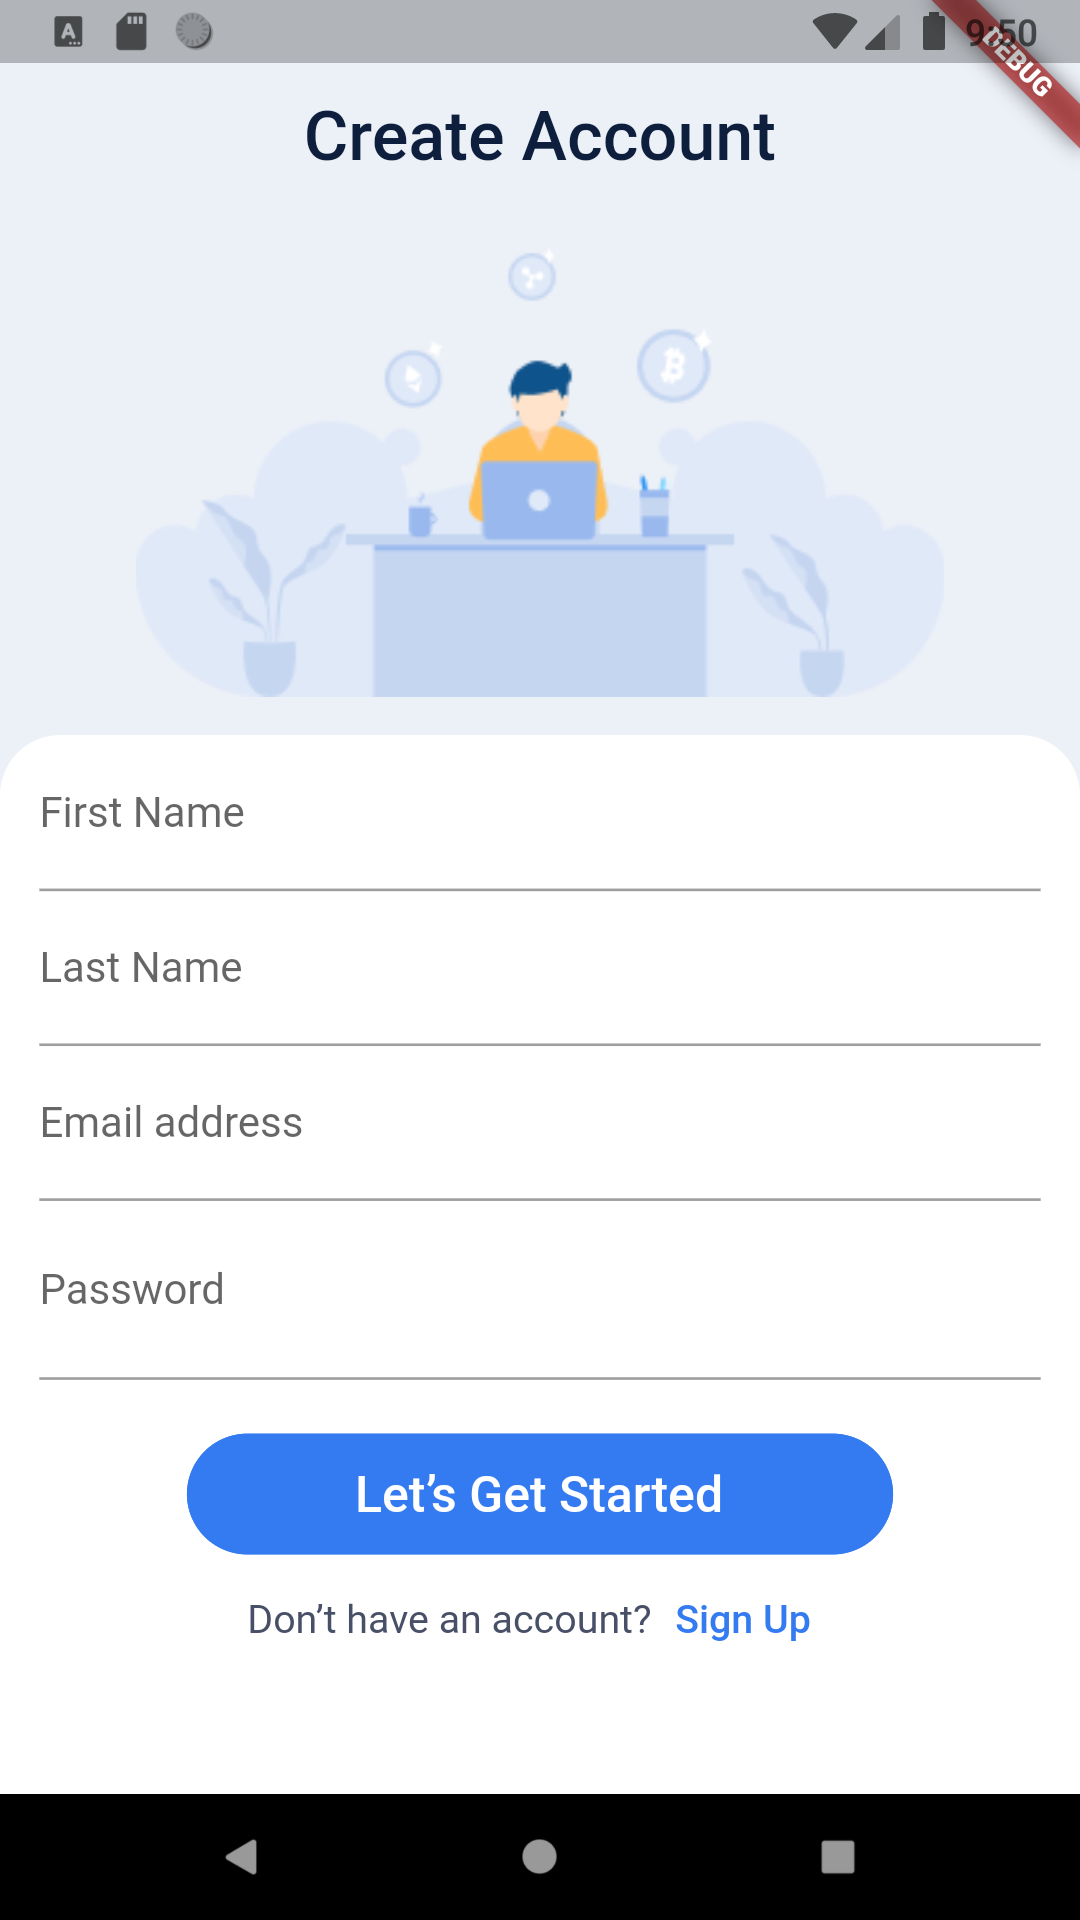 9:50
DEBUG
Create Account
First Name
Last Name
Email address
Password
Let’s Get Started
Don’t have an account? Sign Up